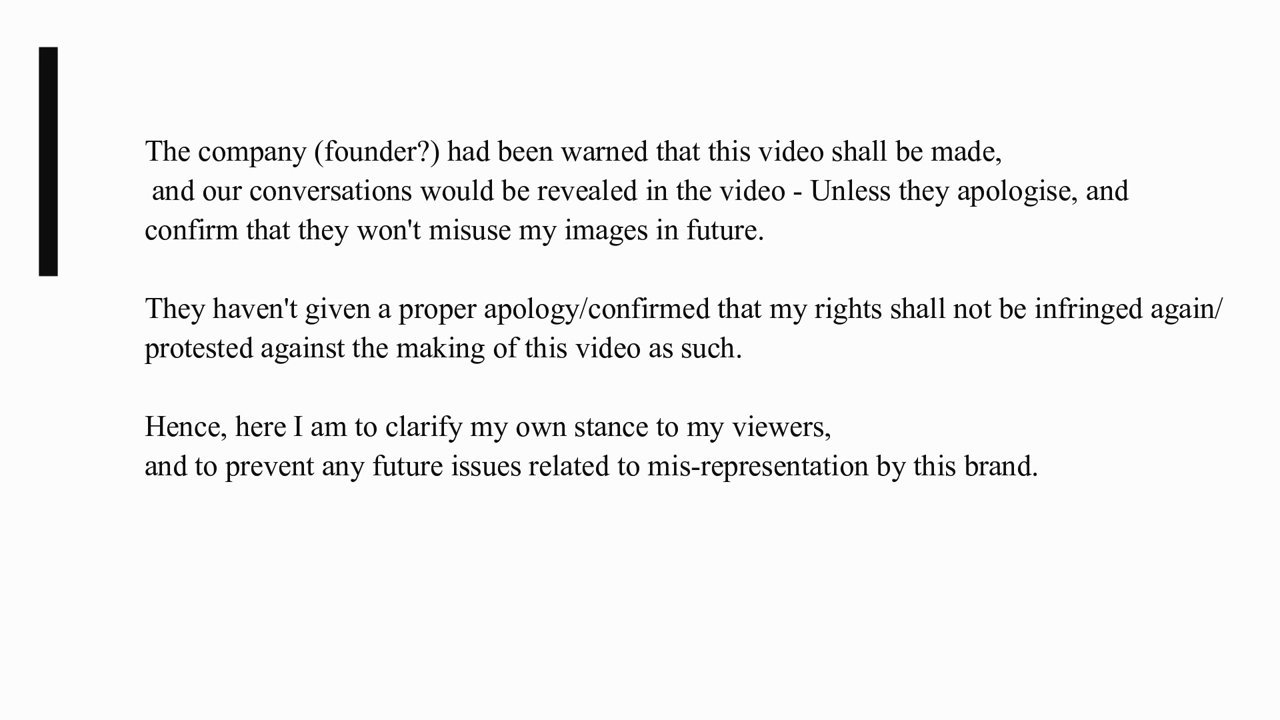 The company (founder?) had been warned that this video shall be made,
and our conversations would be revealed in the video - Unless they apologise, and
confirm that they won't misuse my images in future.
They haven't given a proper apology/confirmed that my rights shall not be infringed again/
protested against the making of this video as such.
Hence, here I am to clarify my own stance to my viewers,
and to prevent any future issues related to mis-representation by this brand.